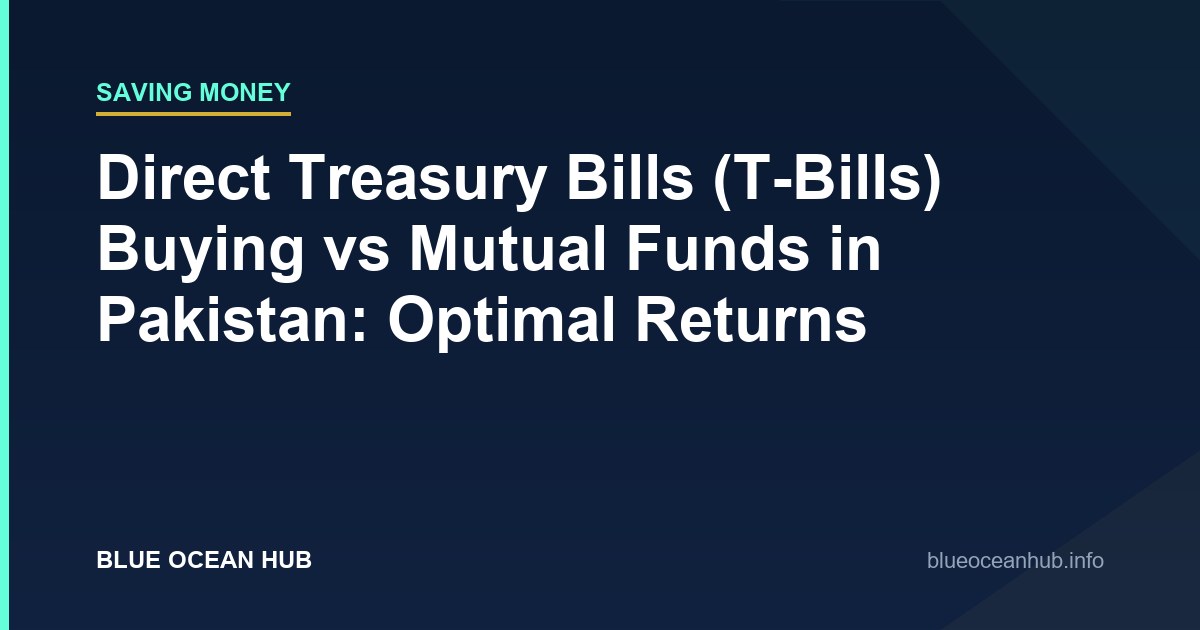 SAVING MONEY
Direct Treasury Bills (T-Bills)
Buying vs Mutual Funds in
Pakistan: Optimal Returns
BLUE OCEAN HUB
blueoceanhub.info